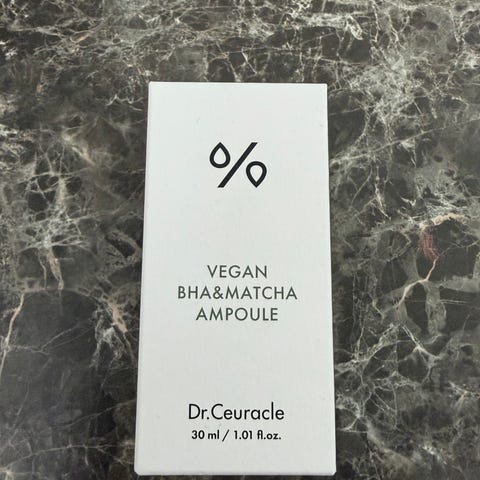 %
VEGAN
BHA&MATCHA
AMPOULE
Dr.Ceuracle
30 ml / 1.01 fl.oz.